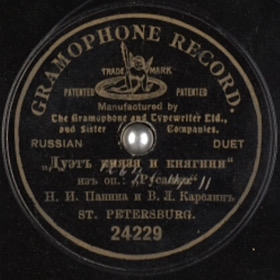 GRAMOPHONE RECORD.
TRADE MARK
PATENTED PATENTED
Manufactured by
The Gramophone and Typewriter Ltd.,
and Sister Companies.
RUSSIAN DUET
„Дуэтъ князя и княгини“
изъ оп.: „Русалка“
Н. И. Панина и В. Л. Карелинъ
ST. PETERSBURG.
24229